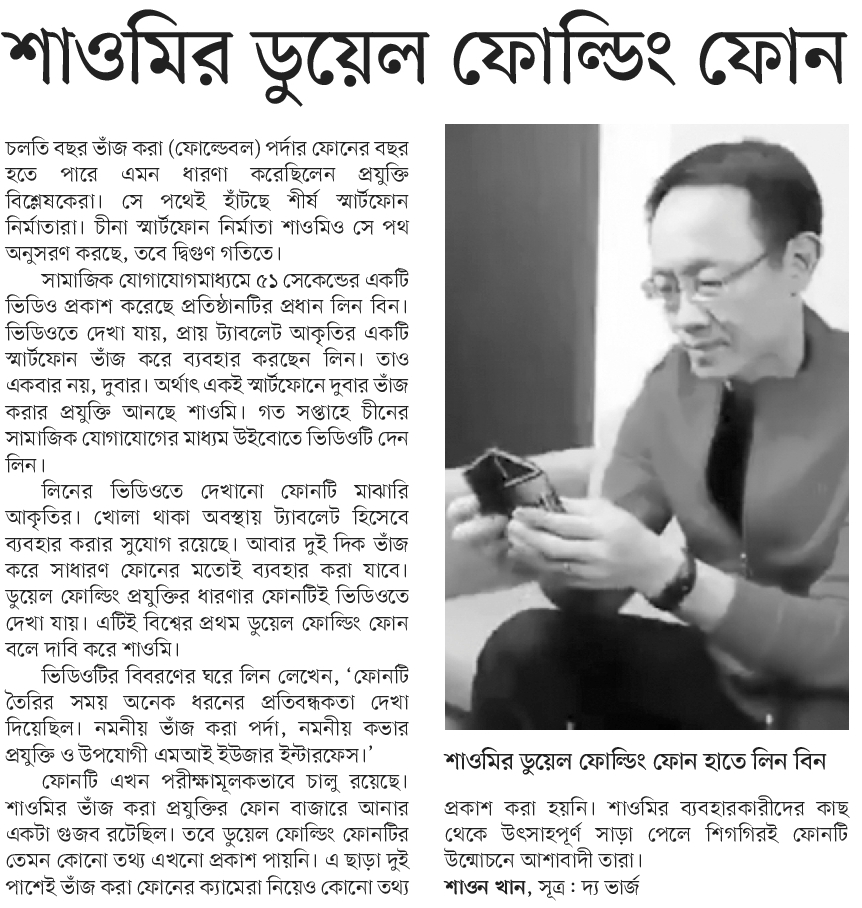 শাওমির ডুয়েল ফোল্ডিং ফোন
চলতি বছর ভাঁজ করা (ফোল্ডেবল) পর্দার ফোনের বছর
হতে পারে এমন ধারণা করেছিলেন প্রযুক্তি
বিশ্লেষকেরা। সে পথেই হাঁটছে শীর্ষ স্মার্টফোন
নির্মাতারা। চীনা স্মার্টফোন নির্মাতা শাওমিও সে পথ
অনুসরণ করছে, তবে দ্বিগুণ গতিতে।
সামাজিক যোগাযোগমাধ্যমে ৫১ সেকেন্ডের একটি
ভিডিও প্রকাশ করেছে প্রতিষ্ঠানটির প্রধান লিন বিন।
ভিডিওতে দেখা যায়, প্রায় ট্যাবলেট আকৃতির একটি
স্মার্টফোন ভাঁজ করে ব্যবহার করছেন লিন। তাও
একবার নয়, দুবার। অর্থাৎ একই স্মার্টফোনে দুবার ভাঁজ
করার প্রযুক্তি আনছে শাওমি। গত সপ্তাহে চীনের
সামাজিক যোগাযোগের মাধ্যম উইবোতে ভিডিওটি দেন
লিন।
লিনের ভিডিওতে দেখানো ফোনটি মাঝারি
আকৃতির। খোলা থাকা অবস্থায় ট্যাবলেট হিসেবে
ব্যবহার করার সুযোগ রয়েছে। আবার দুই দিক ভাঁজ
করে সাধারণ ফোনের মতোই ব্যবহার করা যাবে।
ডুয়েল ফোল্ডিং প্রযুক্তির ধারণার ফোনটিই ভিডিওতে
দেখা যায়। এটিই বিশ্বের প্রথম ডুয়েল ফোল্ডিং ফোন
বলে দাবি করে শাওমি।
ভিডিওটির বিবরণের ঘরে লিন লেখেন, ‘ফোনটি
তৈরির সময় অনেক ধরনের প্রতিবন্ধকতা দেখা
দিয়েছিল। নমনীয় ভাঁজ করা পর্দা, নমনীয় কভার
প্রযুক্তি ও উপযোগী এমআই ইউজার ইন্টারফেস।’
ফোনটি এখন পরীক্ষামূলকভাবে চালু রয়েছে।
শাওমির ভাঁজ করা প্রযুক্তির ফোন বাজারে আনার
একটা গুজব রটেছিল। তবে ডুয়েল ফোল্ডিং ফোনটির
তেমন কোনো তথ্য এখনো প্রকাশ পায়নি। এ ছাড়া দুই
পাশেই ভাঁজ করা ফোনের ক্যামেরা নিয়েও কোনো তথ্য
শাওমির ডুয়েল ফোল্ডিং ফোন হাতে লিন বিন
প্রকাশ করা হয়নি। শাওমির ব্যবহারকারীদের কাছ
থেকে উৎসাহপূর্ণ সাড়া পেলে শিগগিরই ফোনটি
উন্মোচনে আশাবাদী তারা।
শাওন খান, সূত্র : দ্য ভার্জ